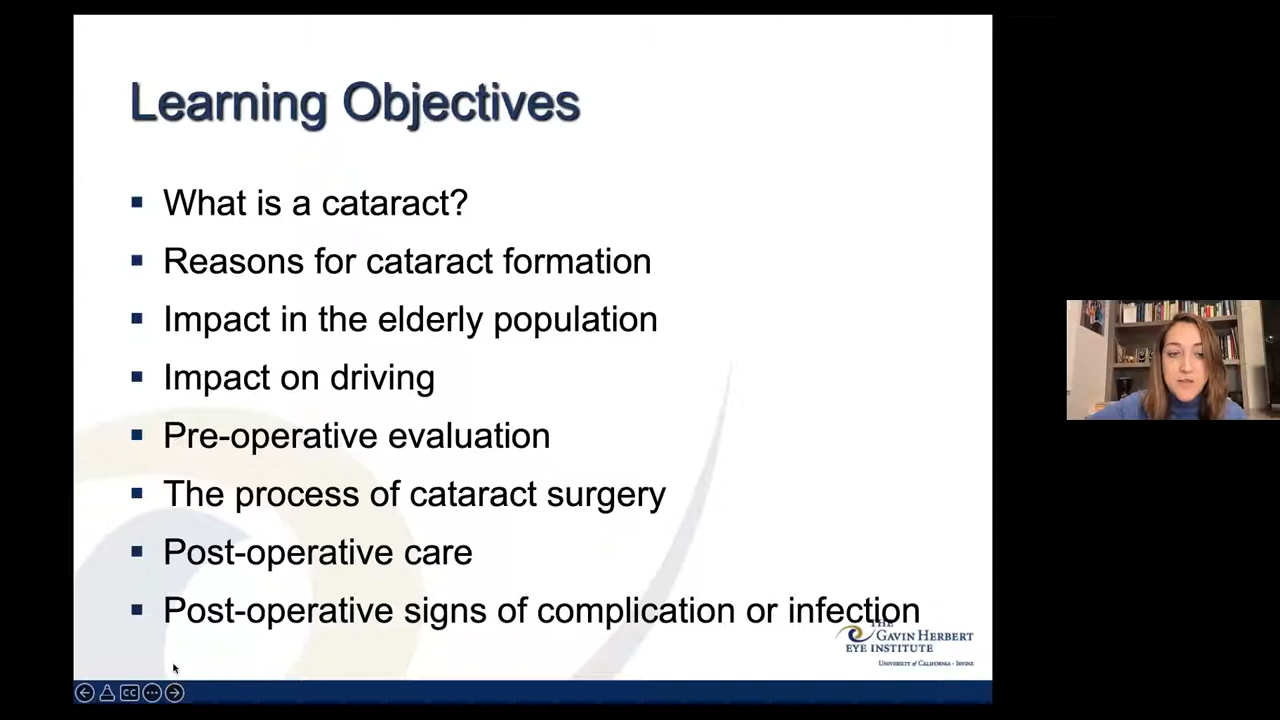 Learning Objectives
What is a cataract?
Reasons for cataract formation
Impact in the elderly population
Impact on driving
Pre-operative evaluation
The process of cataract surgery
Post-operative care
Post-operative signs of complication or infection
THE
GAVIN HERBERT
EYE INSTITUTE
UNIVERSITY of CALIFORNIA · IRVINE
CC